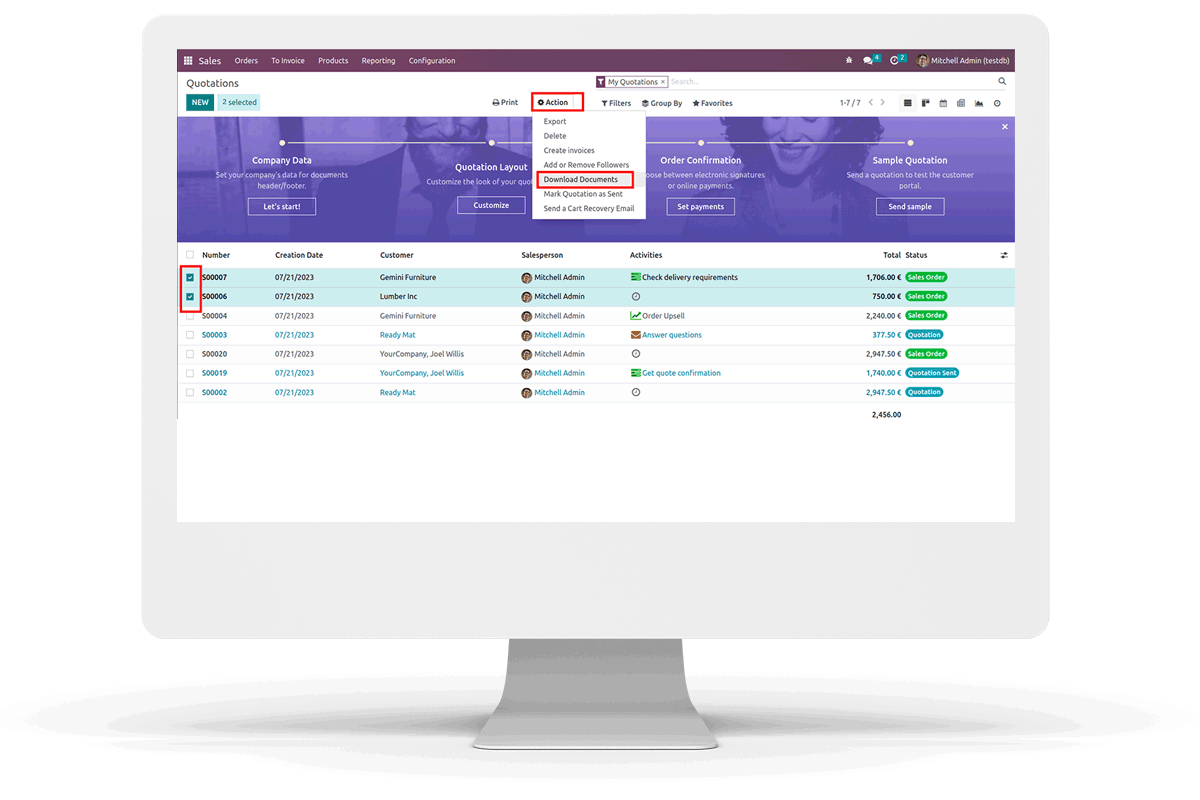 Sales Orders To Invoice Products Reporting Configuration 4 2 Mitchell Admin (testdb)
Quotations My Quotations × Search...
NEW 2 selected Print Action Filters Group By Favorites 1-7 / 7
Export
Delete
Create invoices
Add or Remove Followers
Download Documents
Mark Quotation as Sent
Send a Cart Recovery Email
Company Data
Set your company's data for documents
header/footer.
Let's start!
Quotation Layout
Customize the look of your quo
Customize
Order Confirmation
oose between electronic signatures
or online payments.
Set payments
Sample Quotation
Send a quotation to test the customer
portal.
Send sample
Number Creation Date Customer Salesperson Activities Total Status
S00007 07/21/2023 Gemini Furniture Mitchell Admin Check delivery requirements 1,706.00 € Sales Order
S00006 07/21/2023 Lumber Inc Mitchell Admin 750.00 € Sales Order
S00004 07/21/2023 Gemini Furniture Mitchell Admin Order Upsell 2,240.00 € Sales Order
S00003 07/21/2023 Ready Mat Mitchell Admin Answer questions 377.50 € Quotation
S00020 07/21/2023 YourCompany, Joel Willis Mitchell Admin 2,947.50 € Sales Order
S00019 07/21/2023 YourCompany, Joel Willis Mitchell Admin Get quote confirmation 1,740.00 € Quotation Sent
S00002 07/21/2023 Ready Mat Mitchell Admin 2,947.50 € Quotation
2,456.00